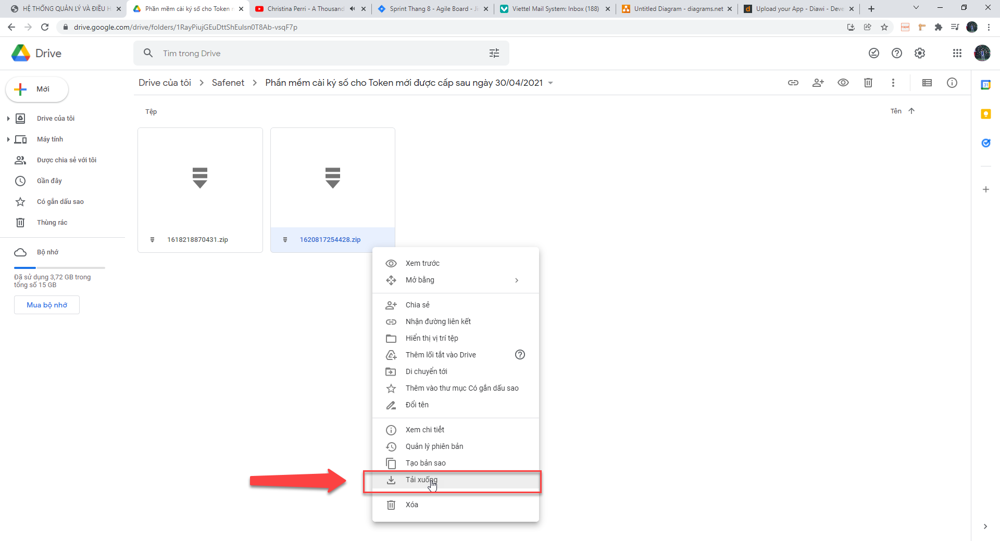 HỆ THỐNG QUẢN LÝ VÀ ĐIỀU H
Phần mềm cài ký số cho Token m
Christina Perri - A Thousand
Sprint Thang 8 - Agile Board - Ji
Viettel Mail System: Inbox (188)
Untitled Diagram - diagrams.net
Upload your App - Diawi - Deve
drive.google.com/drive/folders/1RayPiujGEuDttShEulsn0T8Ab-vsqF7p
Drive
Tìm trong Drive
Mới
Drive của tôi
Safenet
Phần mềm cài ký số cho Token mới được cấp sau ngày 30/04/2021
31
Tệp
Tên
Drive của tôi
Máy tính
Được chia sẻ với tôi
Gần đây
Có gắn dấu sao
Thùng rác
Bộ nhớ
Đã sử dụng 3,72 GB trong
tổng số 15 GB
Mua bộ nhớ
1618218870431.zip
1620817254428.zip
Xem trước
Mở bằng
Chia sẻ
Nhận đường liên kết
Hiển thị vị trí tệp
Thêm lối tắt vào Drive
Di chuyển tới
Thêm vào thư mục Có gắn dấu sao
Đổi tên
Xem chi tiết
Quản lý phiên bản
Tạo bản sao
Tải xuống
Xóa